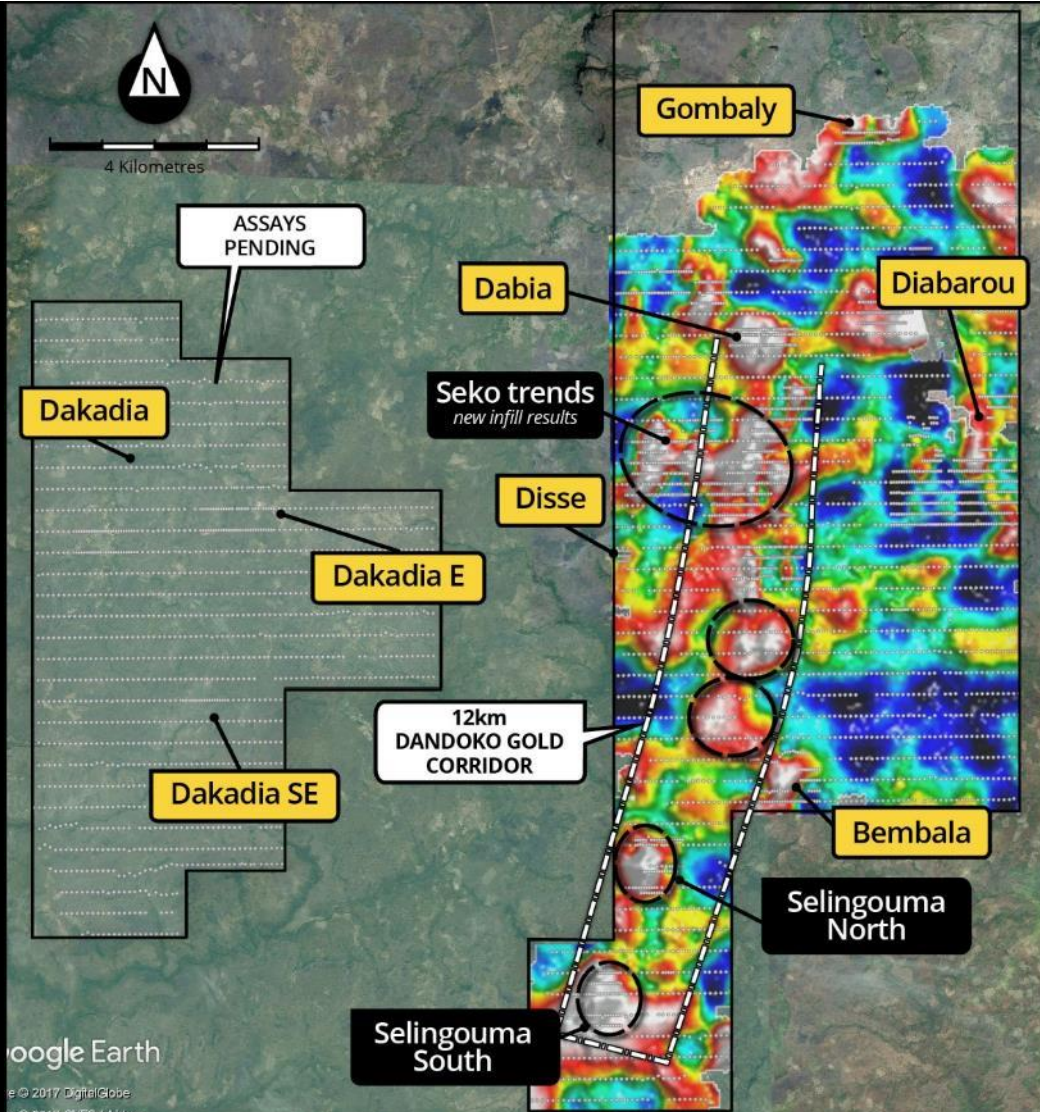 N
4 Kilometres
Gombaly
ASSAYS
PENDING
Dabia
Diabarou
Seko trends
new infill results
Dakadia
Disse
Dakadia E
12km
DANDOKO GOLD
CORRIDOR
Dakadia SE
Bembala
Selingouma
North
Selingouma
South
oogle Earth
e © 2017 DigitalGlobe